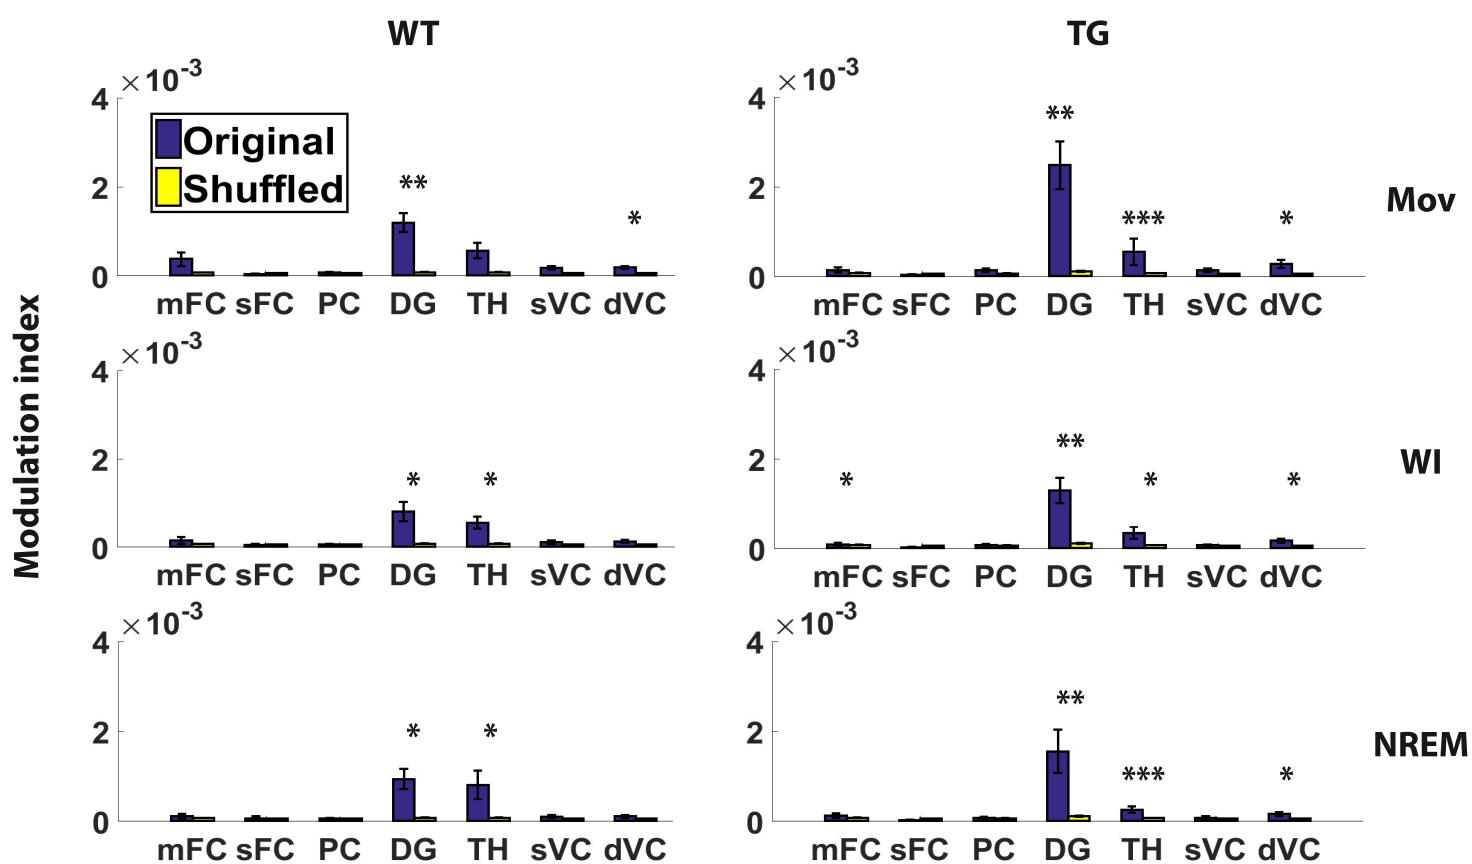 WT
TG
×10-3
4
2
0
Original
Shuffled
**
*
mFC sFC PC DG TH sVC dVC
×10-3
4
2
0
**
***
*
mFC sFC PC DG TH sVC dVC
Mov
Modulation index
×10-3
4
2
0
*
*
mFC sFC PC DG TH sVC dVC
×10-3
4
2
0
*
**
*
*
mFC sFC PC DG TH sVC dVC
WI
×10-3
4
2
0
*
*
mFC sFC PC DG TH sVC dVC
×10-3
4
2
0
**
***
*
mFC sFC PC DG TH sVC dVC
NREM